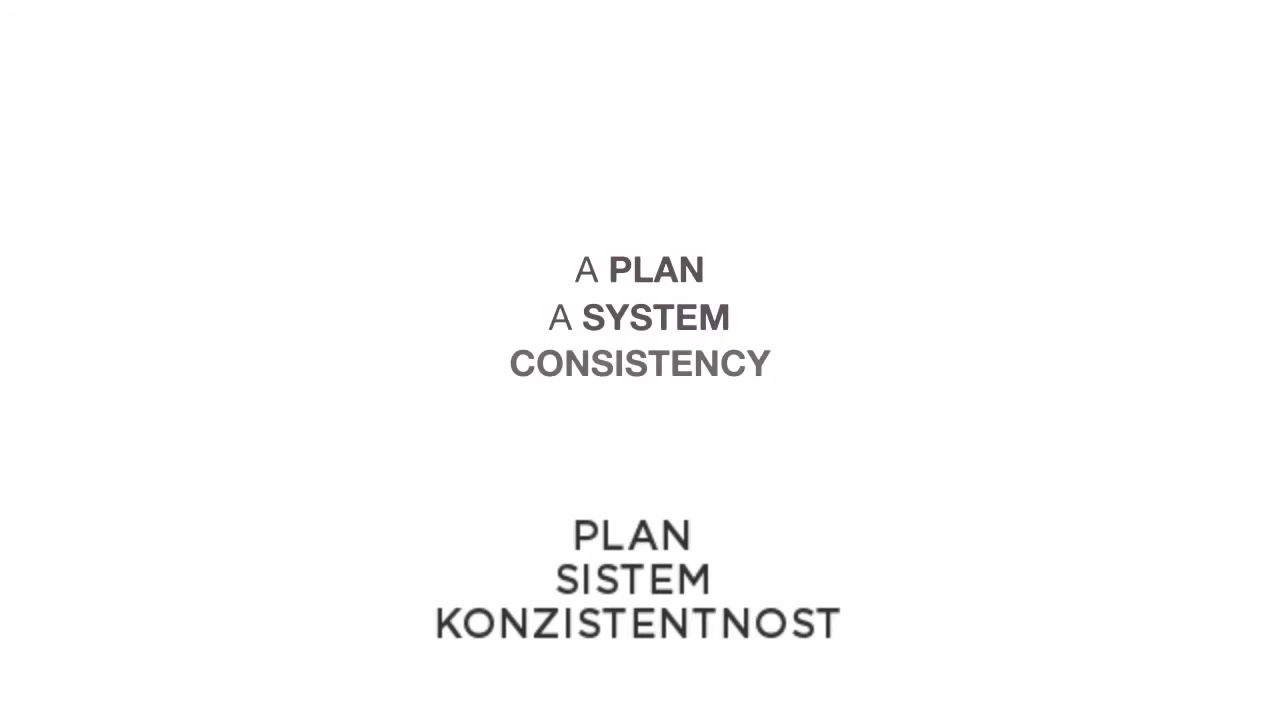 A PLAN
A SYSTEM
CONSISTENCY
PLAN
SISTEM
KONZISTENTNOST